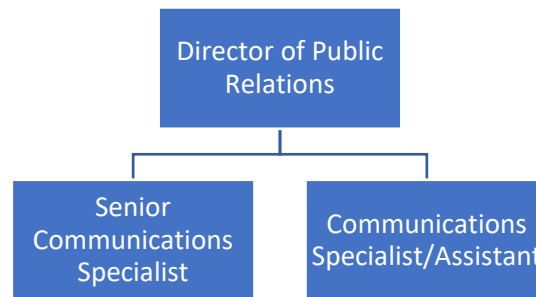 Director of Public
Relations
Senior
Communications
Specialist
Communications
Specialist/Assistant